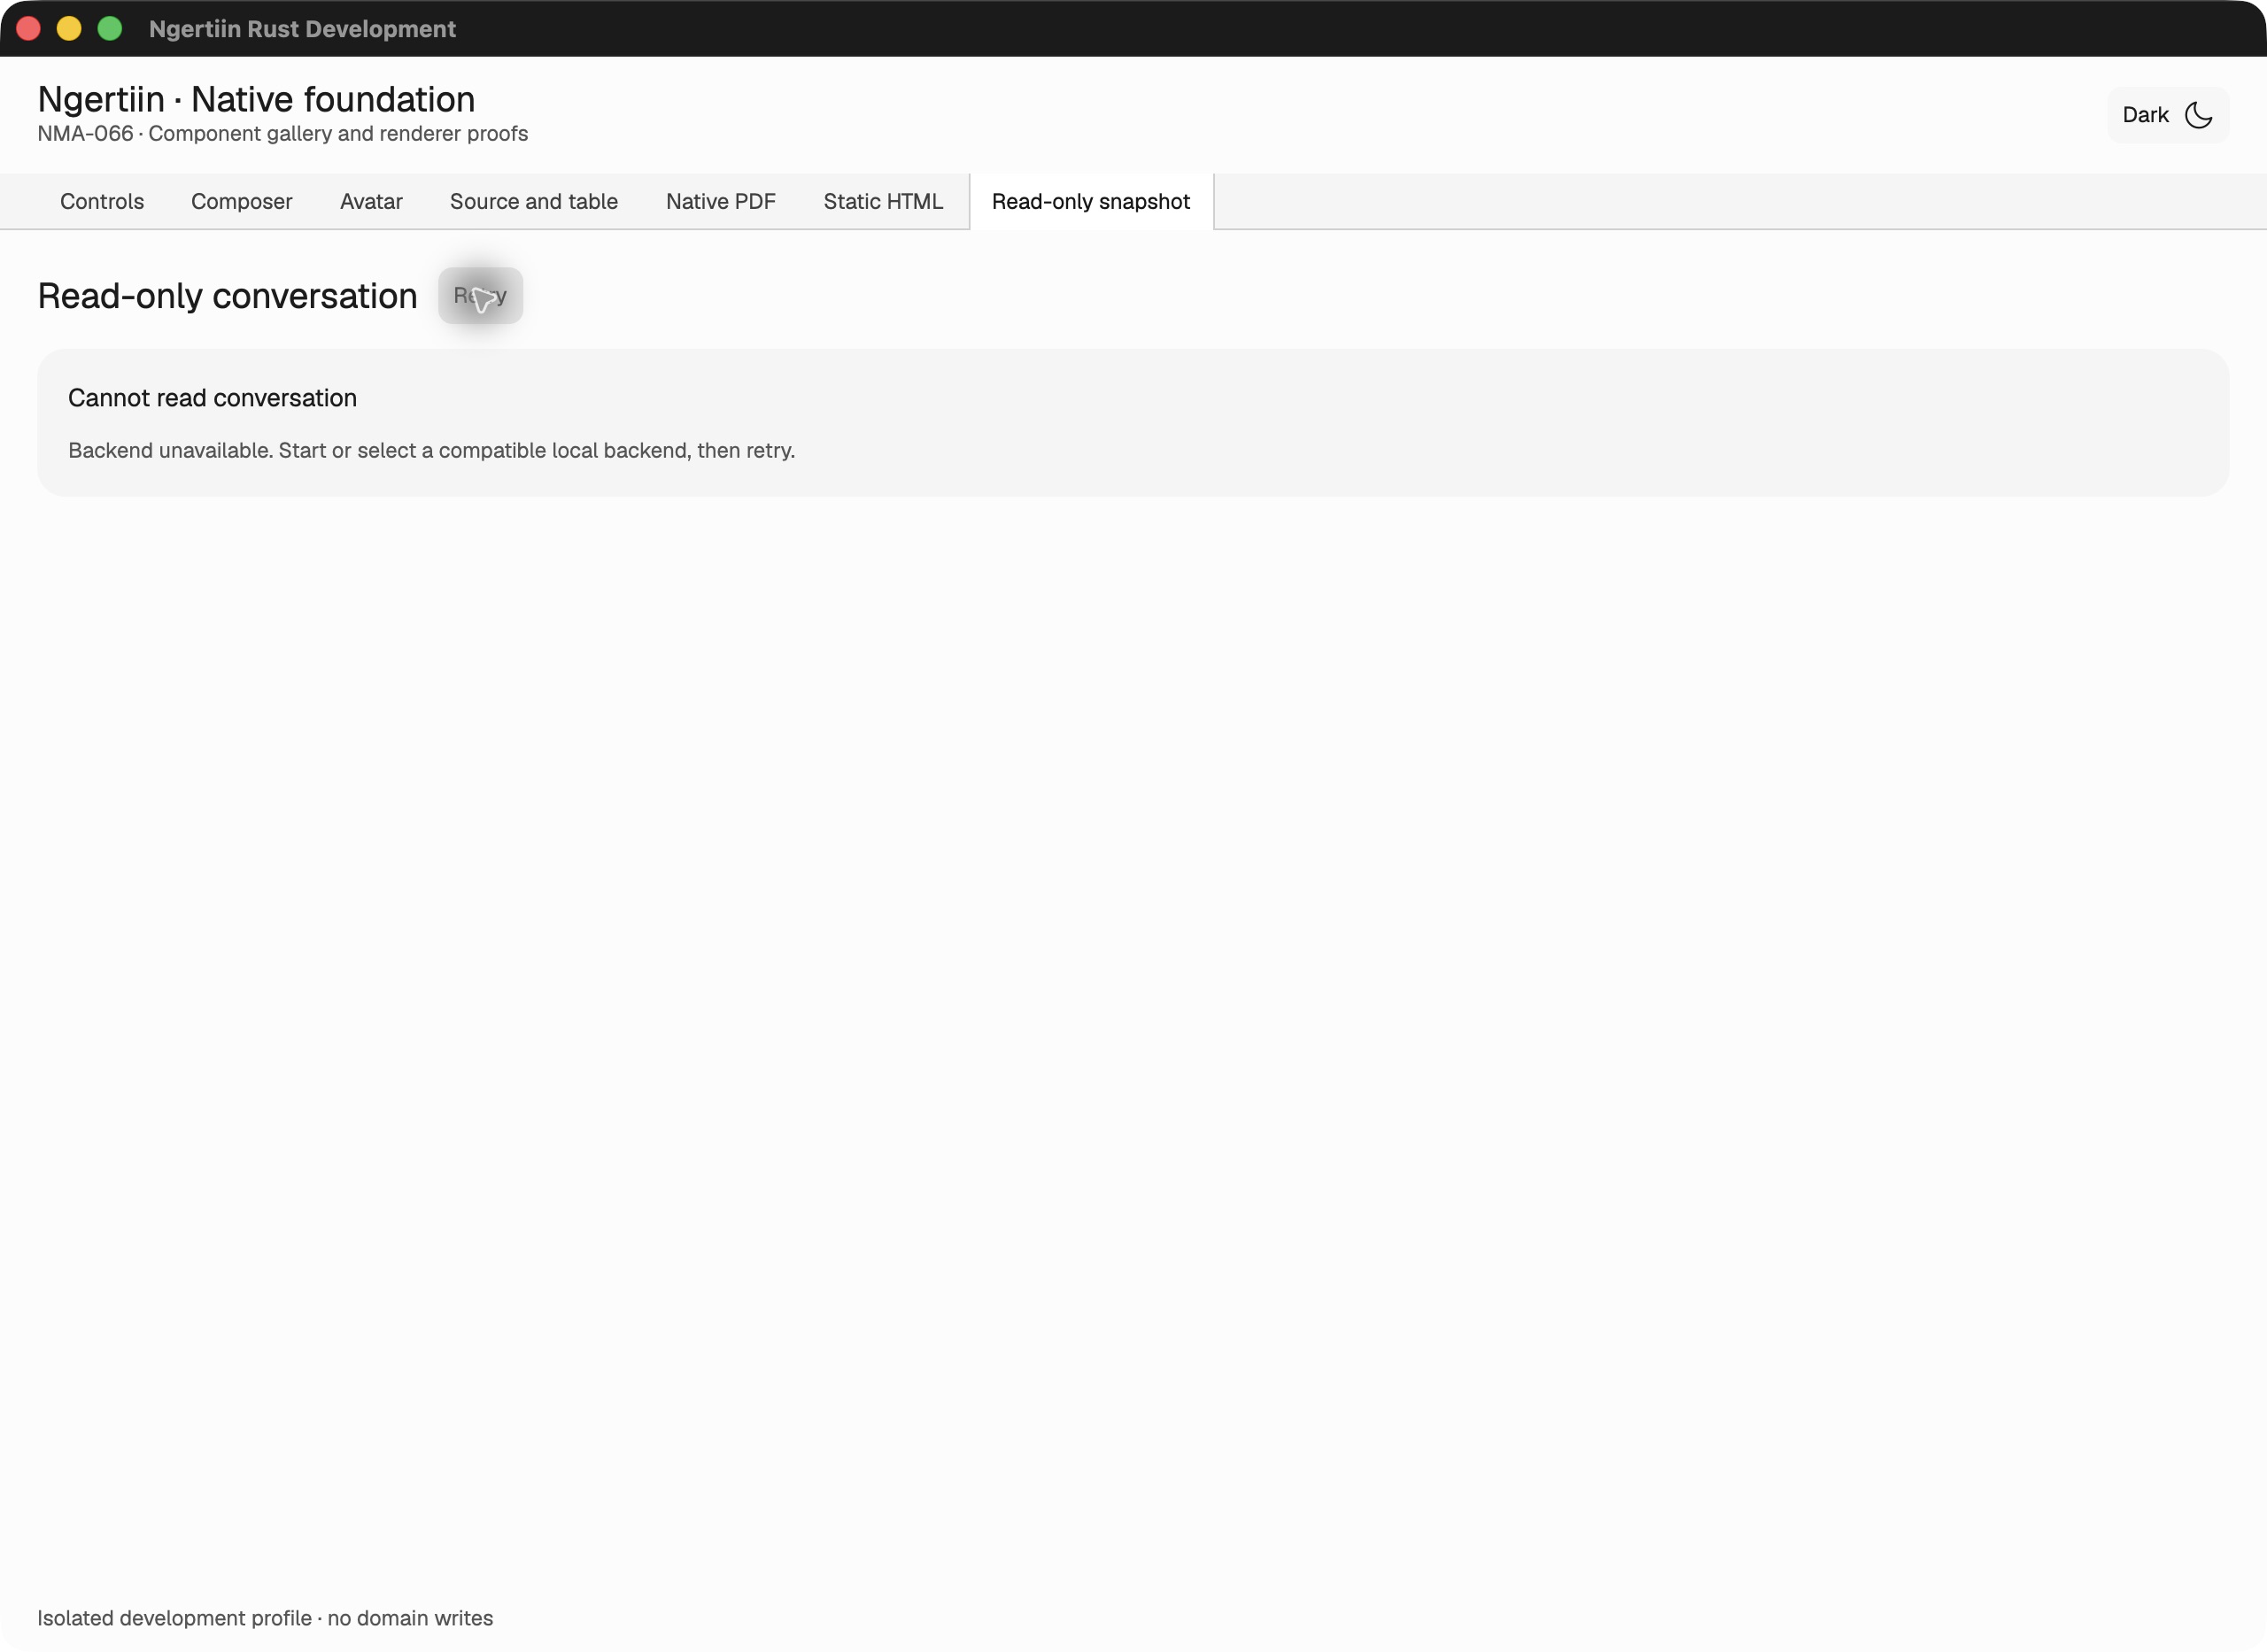 Ngertiin Rust Development
Ngertiin · Native foundation
NMA-066 · Component gallery and renderer proofs
Dark
Controls
Composer
Avatar
Source and table
Native PDF
Static HTML
Read-only snapshot
Read-only conversation
Retry
Cannot read conversation
Backend unavailable. Start or select a compatible local backend, then retry.
Isolated development profile · no domain writes